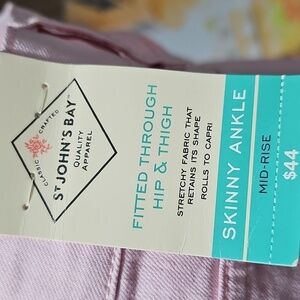 CLASSIC CRAFTED
ST JOHN'S BAY®
QUALITY
APPAREL
FITTED THROUGH
HIP & THIGH
STRETCHY FABRIC THAT
RETAINS ITS SHAPE
ROLLS TO CAPRI
SKINNY ANKLE
MID-RISE
$44